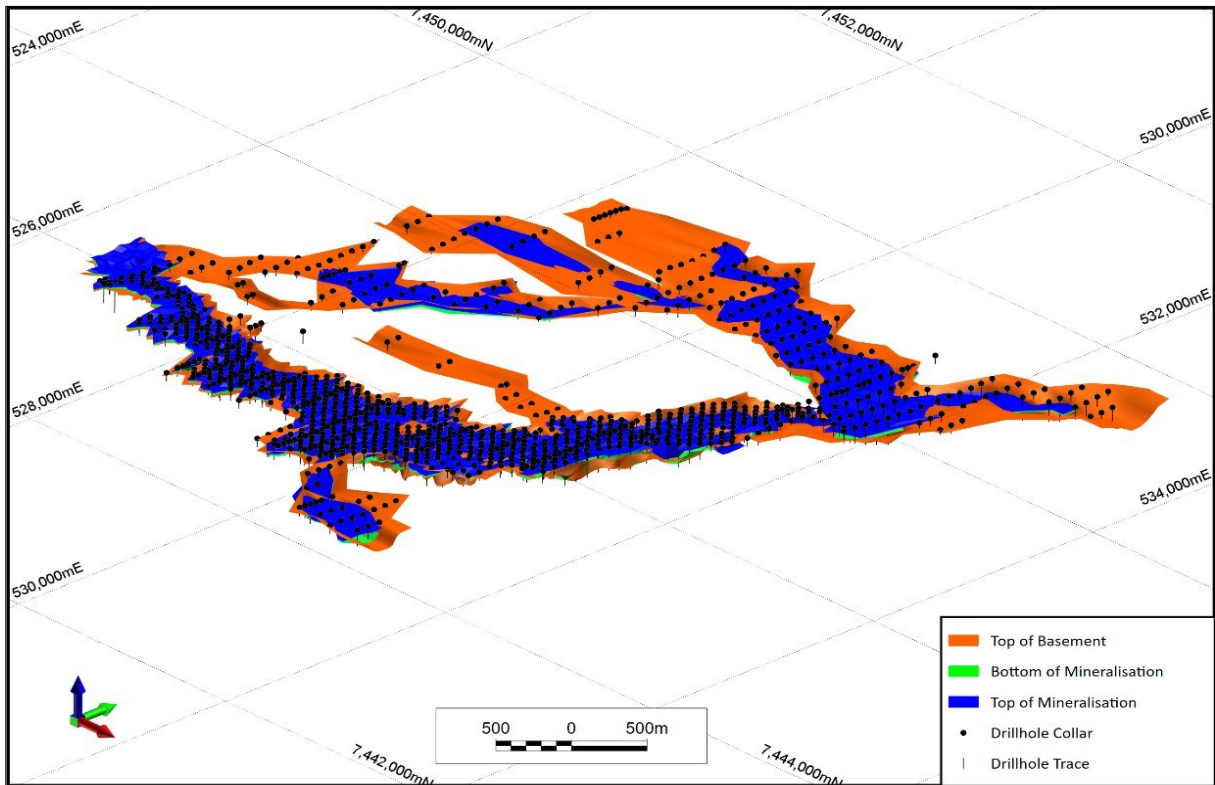 7,450,000mN
7,452,000mN
524,000mE
530,000mE
526,000mE
532,000mE
528,000mE
534,000mE
530,000mE
Top of Basement
Bottom of Mineralisation
Top of Mineralisation
Drillhole Collar
Drillhole Trace
500 0 500m
7,442,000mN
7,444,000mN